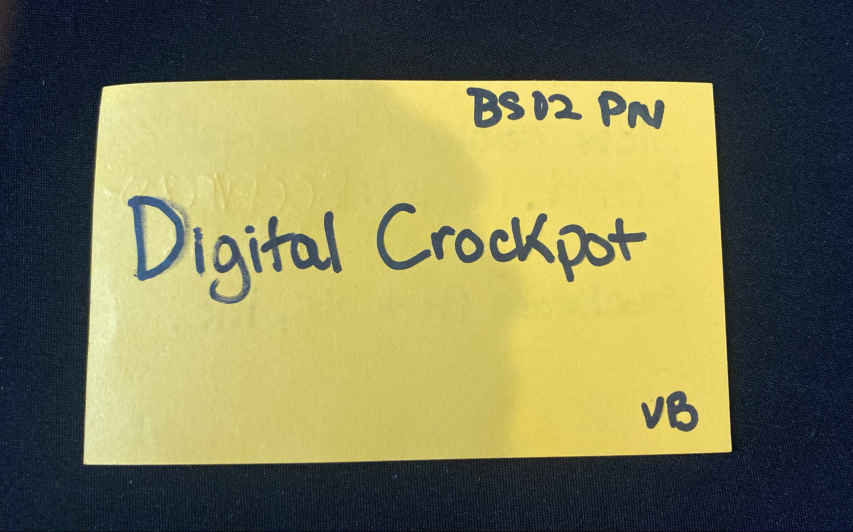 BS02 PN
Digital Crockpot
VB